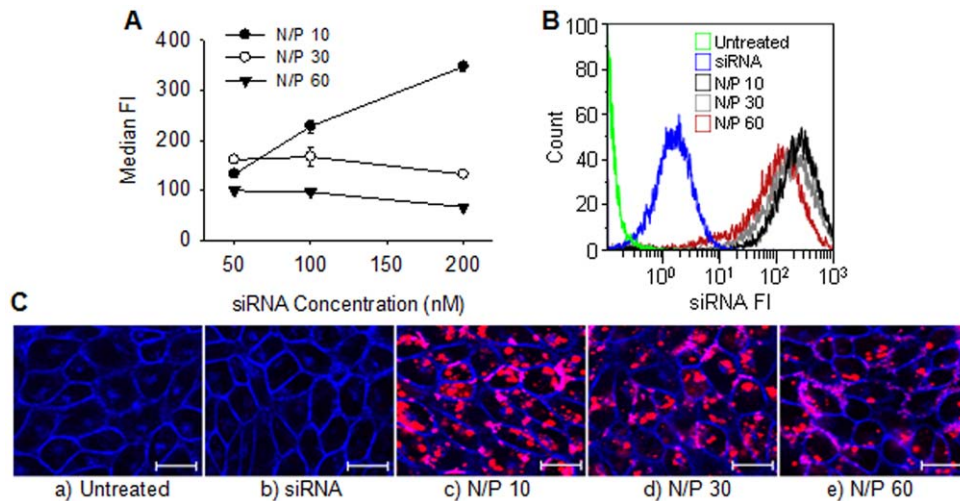 A
N/P 10
N/P 30
N/P 60
400
300
200
100
0
Median FI
50
100
150
200
siRNA Concentration (nM)
B
Untreated
siRNA
N/P 10
N/P 30
N/P 60
100
80
60
40
20
0
Count
10⁰ 10¹ 10² 10³
siRNA FI
C
a) Untreated
b) siRNA
c) N/P 10
d) N/P 30
e) N/P 60